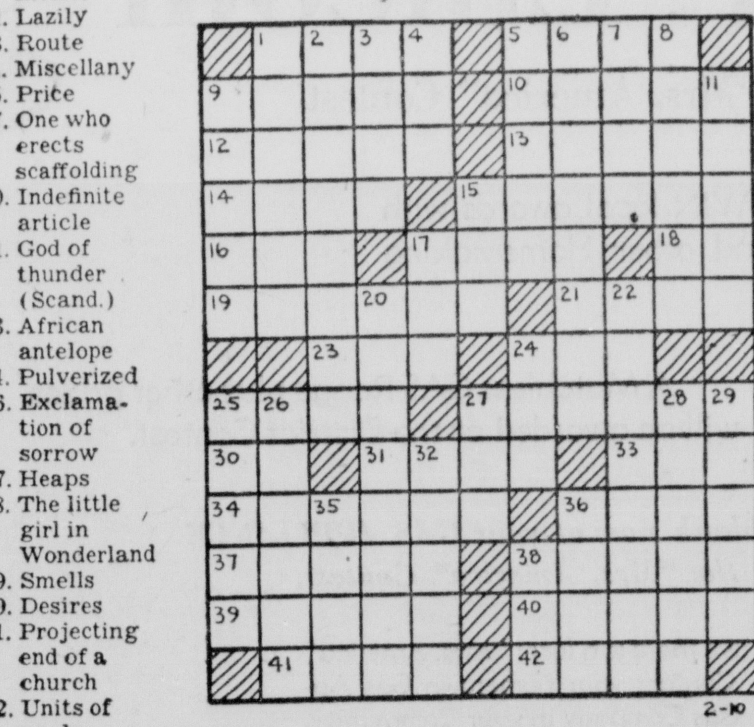 . Lazily
. Route
. Miscellany
. Price
. One who
erects
scaffolding
. Indefinite
article
. God of
thunder
(Scand.)
. African
antelope
. Pulverized
. Exclama-
tion of
sorrow
. Heaps
. The little
girl in
Wonderland
. Smells
. Desires
. Projecting
end of a
church
. Units of
1 2 3 4 5 6 7 8
9 10 11
12 13
14 15
16 17 18
19 20 21 22
23 24
25 26 27 28 29
30 31 32 33
34 35 36
37 38
39 40
41 42
2-10